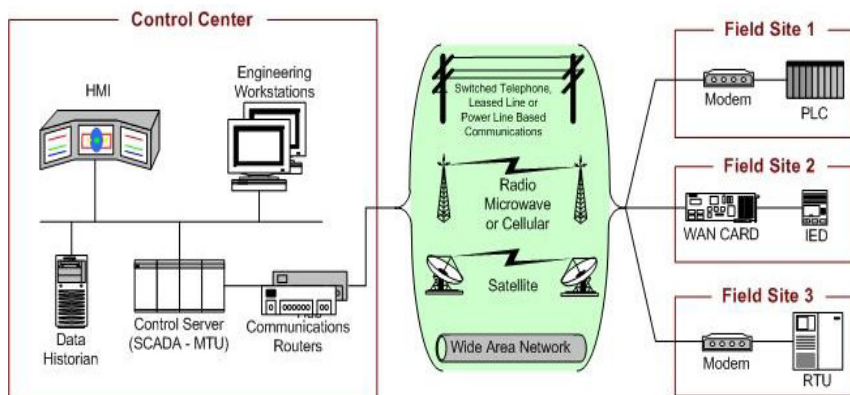 Control Center
HMI
Engineering
Workstations
Data
Historian
Control Server
(SCADA - MTU)
Communications
Routers
Switched Telephone,
Leased Line or
Power Line Based
Communications
Radio
Microwave
or Cellular
Satellite
Wide Area Network
Field Site 1
Modem
PLC
Field Site 2
WAN CARD
IED
Field Site 3
Modem
RTU